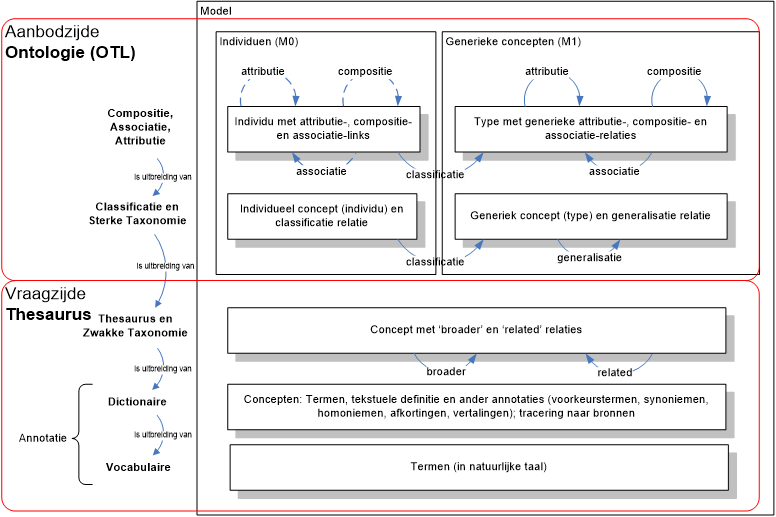 Model
Aanbodzijde
Ontologie (OTL)
Individuen (M0)
Generieke concepten (M1)
attributie
compositie
attributie
compositie
Compositie,
Associatie,
Attributie
Individu met attributie-, compositie-
en associatie-links
Type met generieke attributie-, compositie- en
associatie-relaties
associatie
classificatie
associatie
Is uitbreiding van
Classificatie en
Sterke Taxonomie
Individueel concept (individu) en
classificatie relatie
Generiek concept (type) en generalisatie relatie
classificatie
generalisatie
Is uitbreiding van
Vraagzijde
Thesaurus
Thesaurus en
Zwakke Taxonomie
Concept met ‘broader’ en ‘related’ relaties
broader
related
Is uitbreiding van
Dictionaire
Concepten: Termen, tekstuele definitie en ander annotaties (voorkeurstermen, synoniemen,
homoniemen, afkortingen, vertalingen); tracering naar bronnen
Annotatie
Is uitbreiding van
Vocabulaire
Termen (in natuurlijke taal)